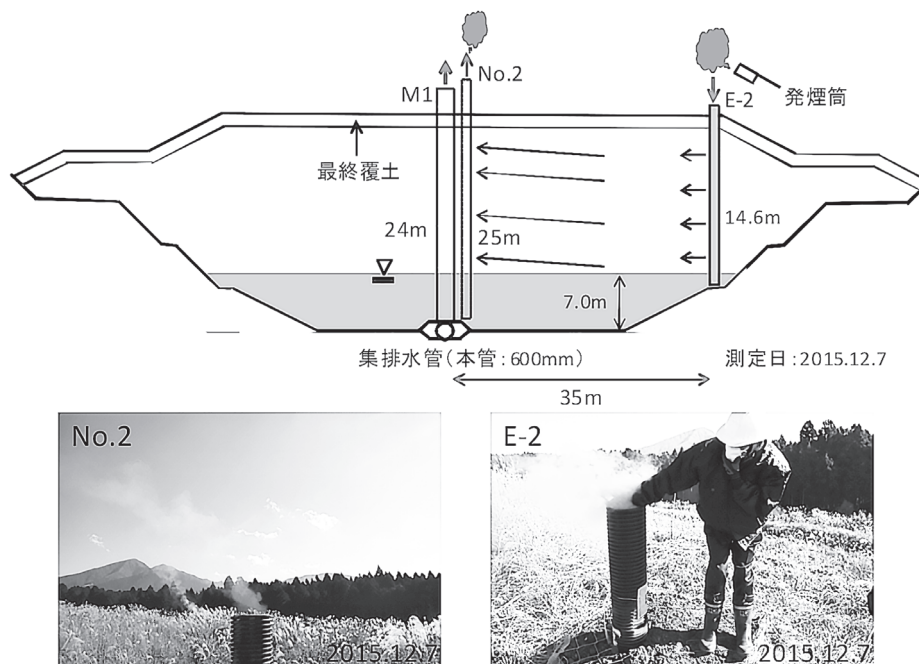 No.2
M1
E-2
発煙筒
最終覆土
24m
25m
14.6m
7.0m
集排水管(本管:600mm)
測定日:2015.12.7
35m
No.2
2015.12.7
E-2
2015.12.7